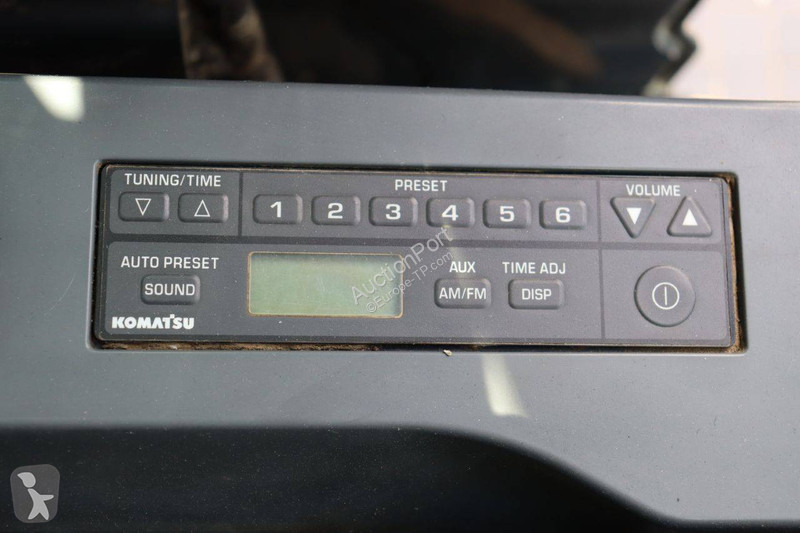 TUNING/TIME
PRESET
VOLUME
1 2 3 4 5 6
AUTO PRESET
SOUND
AUX
AM/FM
TIME ADJ
DISP
KOMATSU
AuctionPort
©Europe-TP.com